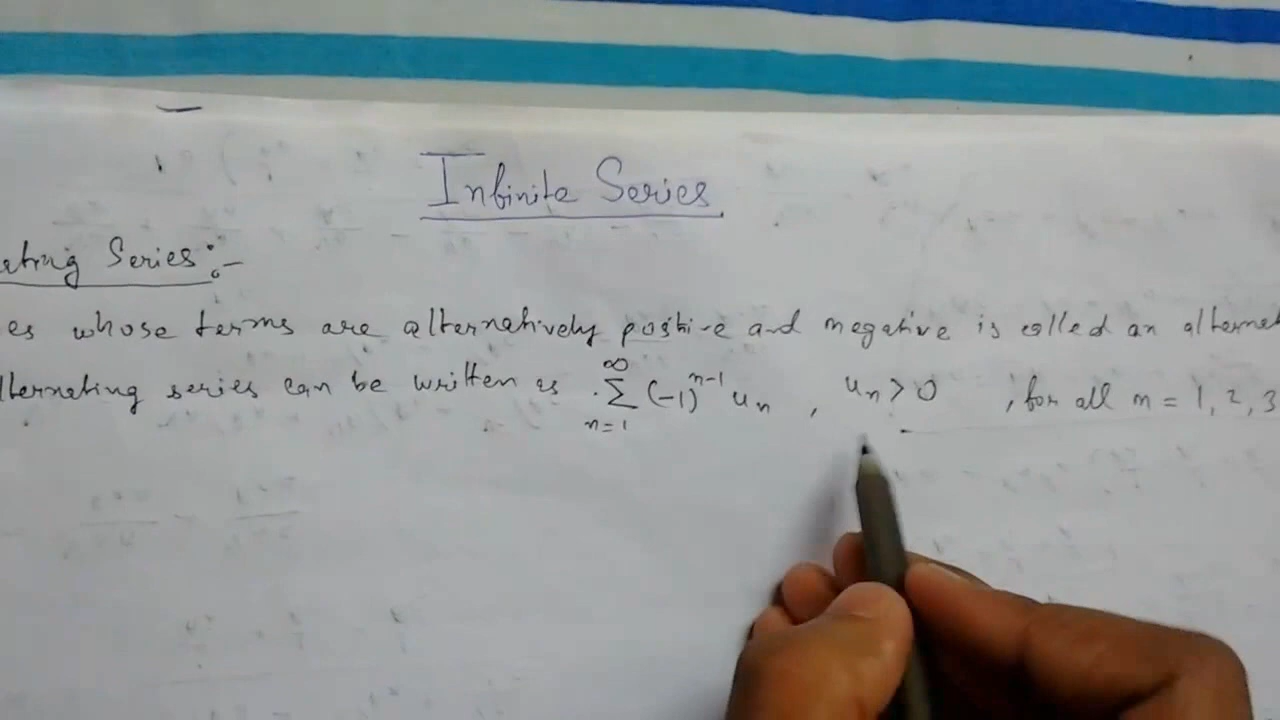 Infinite Series
ating Series :-
es whose terms are alternatively positive and negative is called an alternat
lternating series can be written as ∑_{n=1}^{∞} (-1)^{n-1} u_n , u_n > 0 , for all n = 1, 2, 3